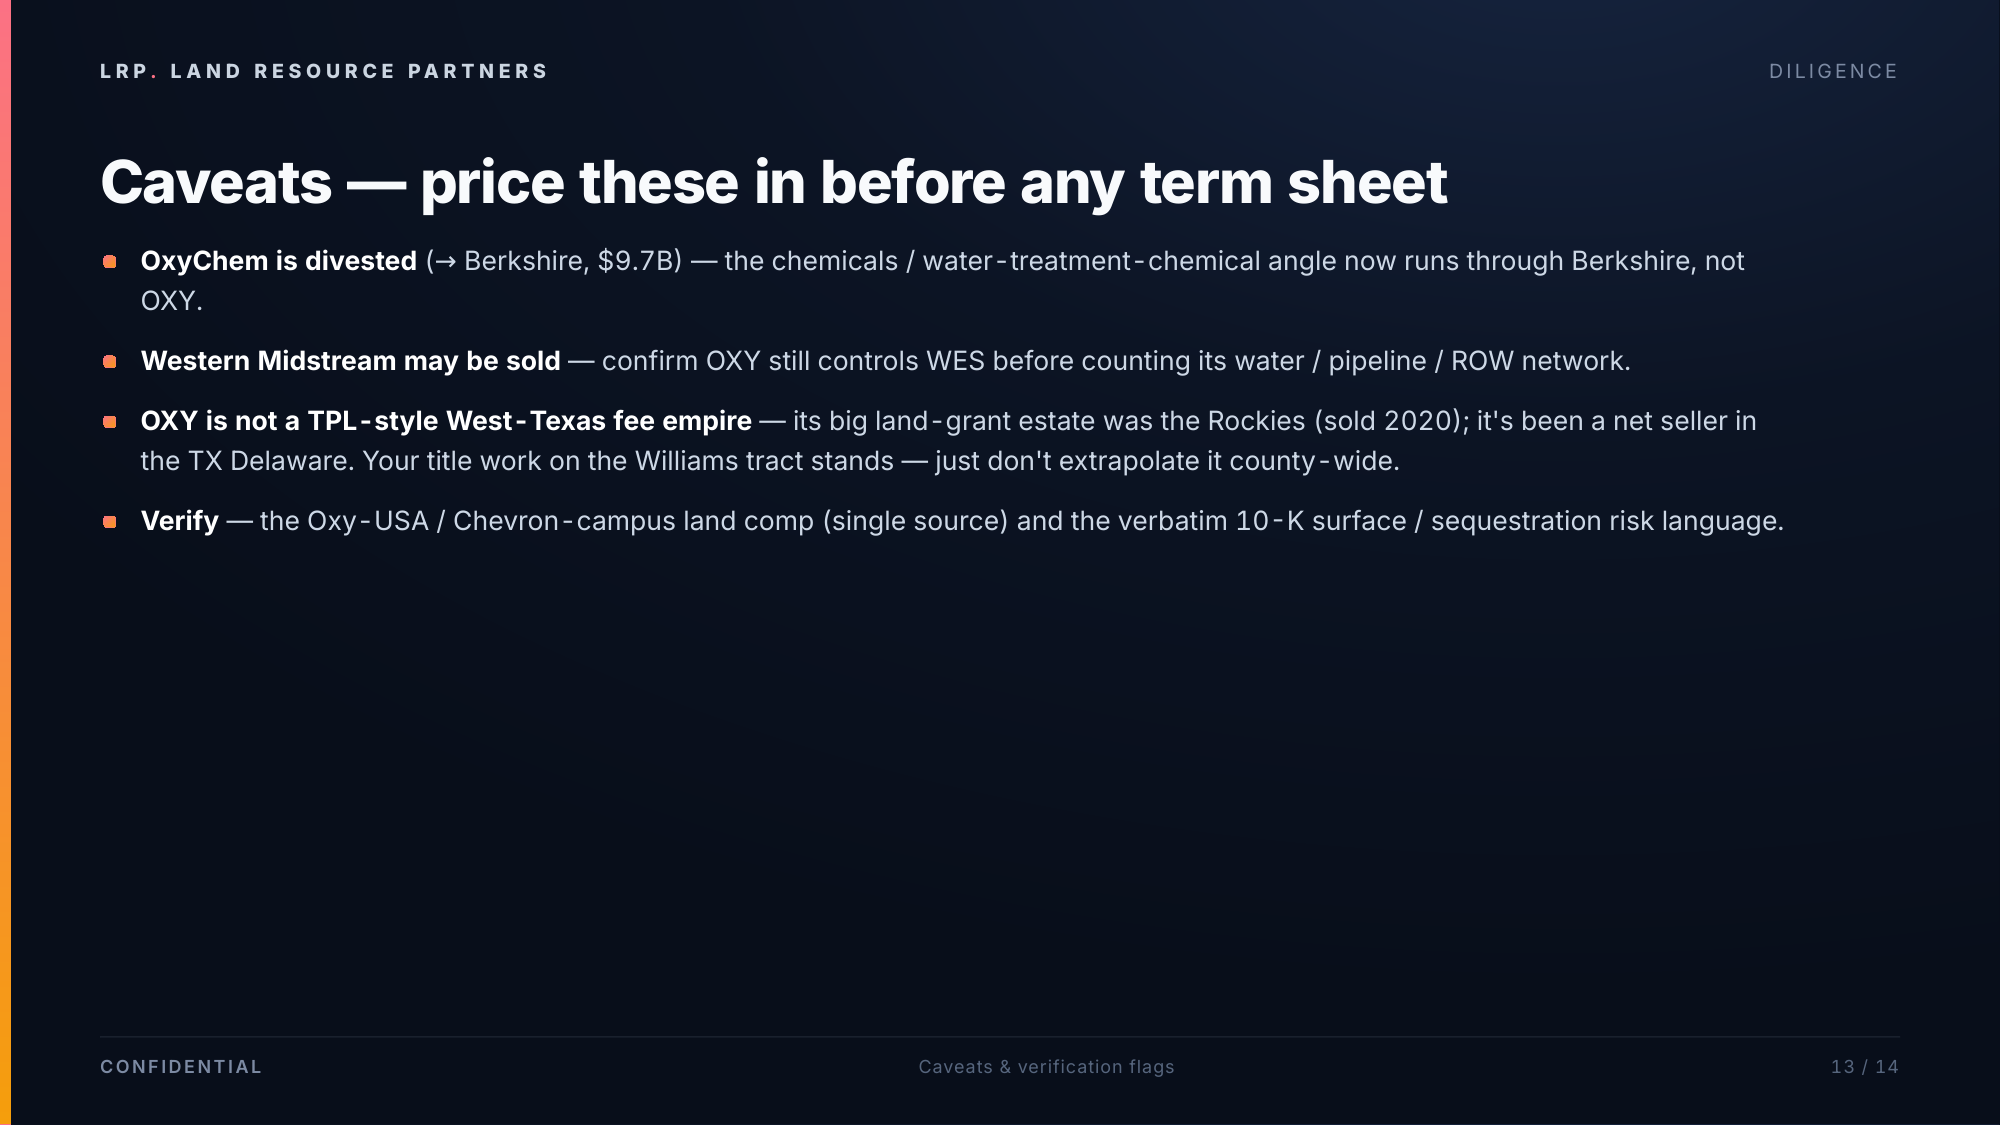 LRP. LAND RESOURCE PARTNERS
DILIGENCE
Caveats — price these in before any term sheet
OxyChem is divested (→ Berkshire, $9.7B) — the chemicals / water-treatment-chemical angle now runs through Berkshire, not
OXY.
Western Midstream may be sold — confirm OXY still controls WES before counting its water / pipeline / ROW network.
OXY is not a TPL-style West-Texas fee empire — its big land-grant estate was the Rockies (sold 2020); it's been a net seller in
the TX Delaware. Your title work on the Williams tract stands — just don't extrapolate it county-wide.
Verify — the Oxy-USA / Chevron-campus land comp (single source) and the verbatim 10-K surface / sequestration risk language.
CONFIDENTIAL
Caveats & verification flags
13 / 14